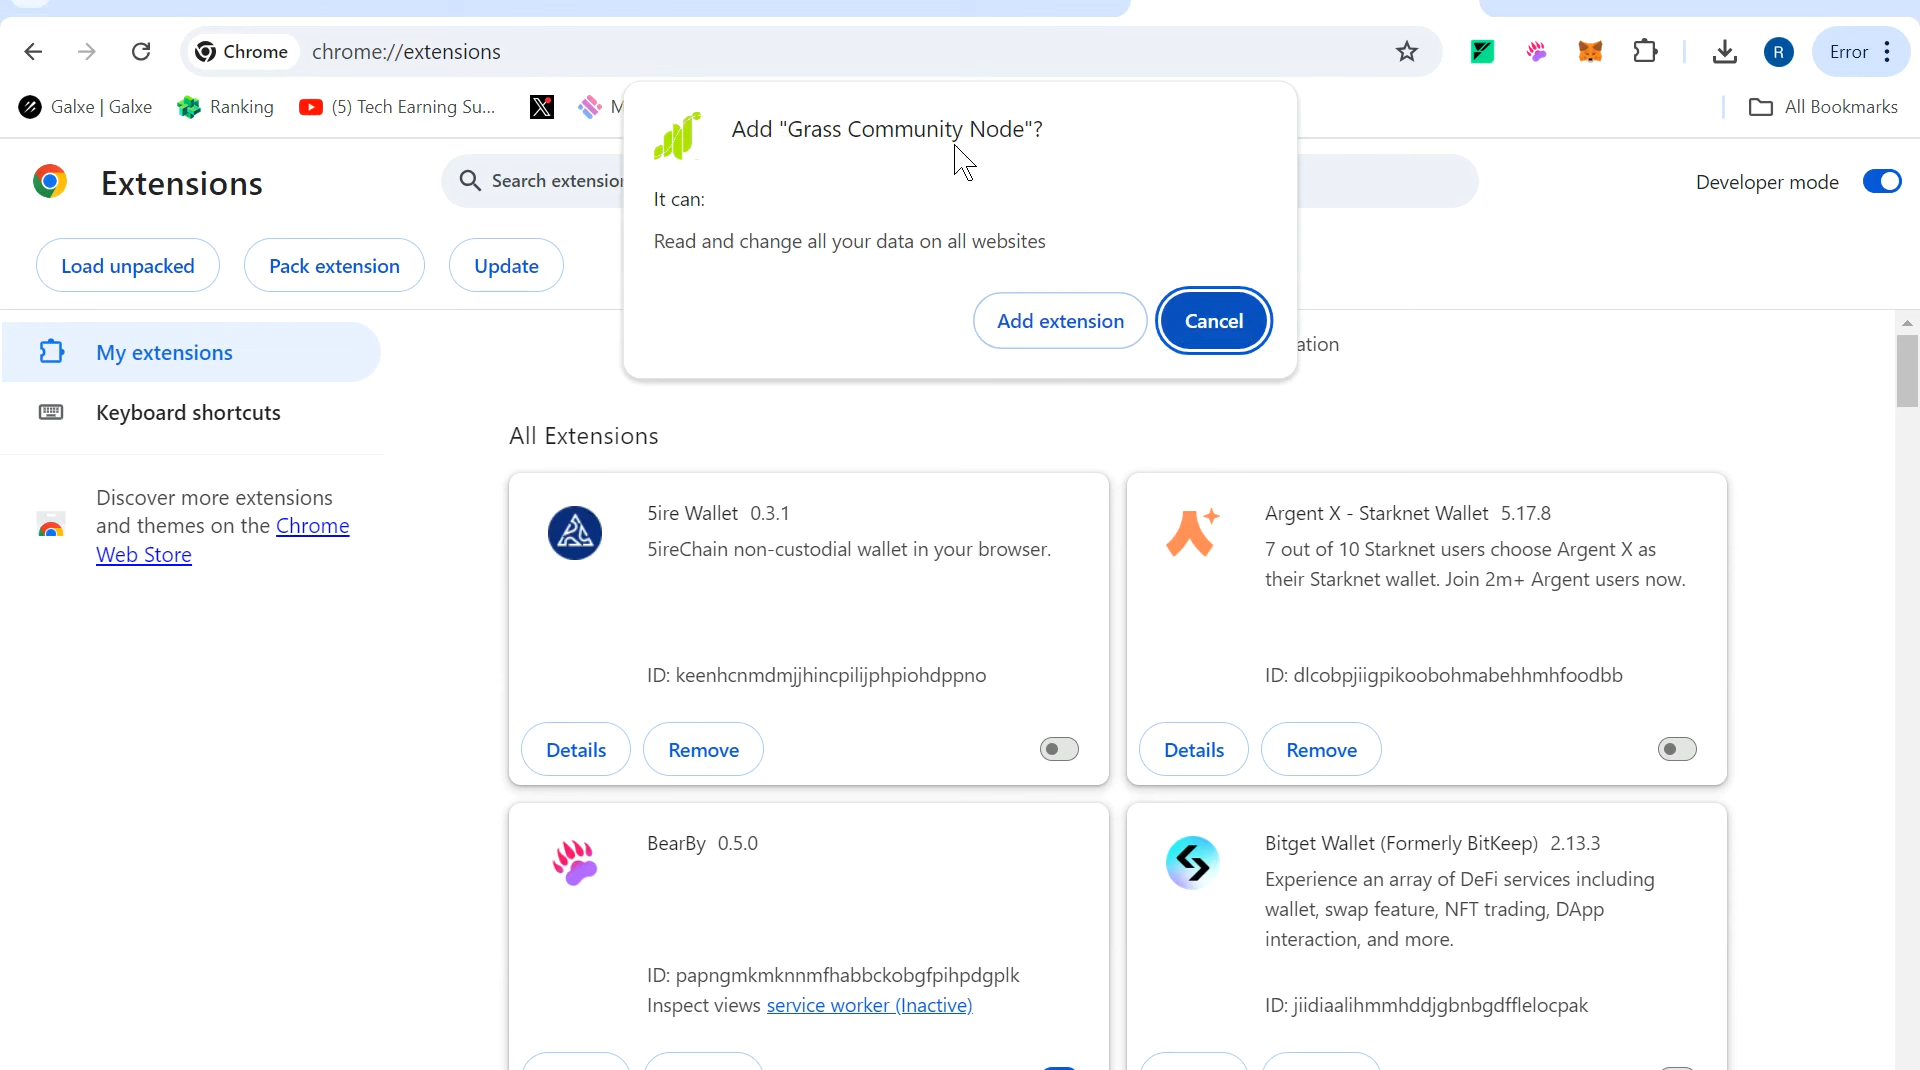 Chrome
chrome://extensions
R
Error
Galxe | Galxe
Ranking
(5) Tech Earning Su...
M
All Bookmarks
Add "Grass Community Node"?
It can:
Read and change all your data on all websites
Add extension
Cancel
Extensions
Search extension
Developer mode
Load unpacked
Pack extension
Update
ation
My extensions
Keyboard shortcuts
Discover more extensions
and themes on the Chrome
Web Store
All Extensions
5ire Wallet 0.3.1
5ireChain non-custodial wallet in your browser.
ID: keenhcnmdmjjhincpilijphpiohdppno
Details
Remove
Argent X - Starknet Wallet 5.17.8
7 out of 10 Starknet users choose Argent X as
their Starknet wallet. Join 2m+ Argent users now.
ID: dlcobpjiigpikoobohmabehhmhfoodbb
Details
Remove
BearBy 0.5.0
ID: papngmkmknnmfhabbckobgfpihpdgplk
Inspect views service worker (Inactive)
Bitget Wallet (Formerly BitKeep) 2.13.3
Experience an array of DeFi services including
wallet, swap feature, NFT trading, DApp
interaction, and more.
ID: jiidiaalihmmhddjgbnbgdfflelocpak